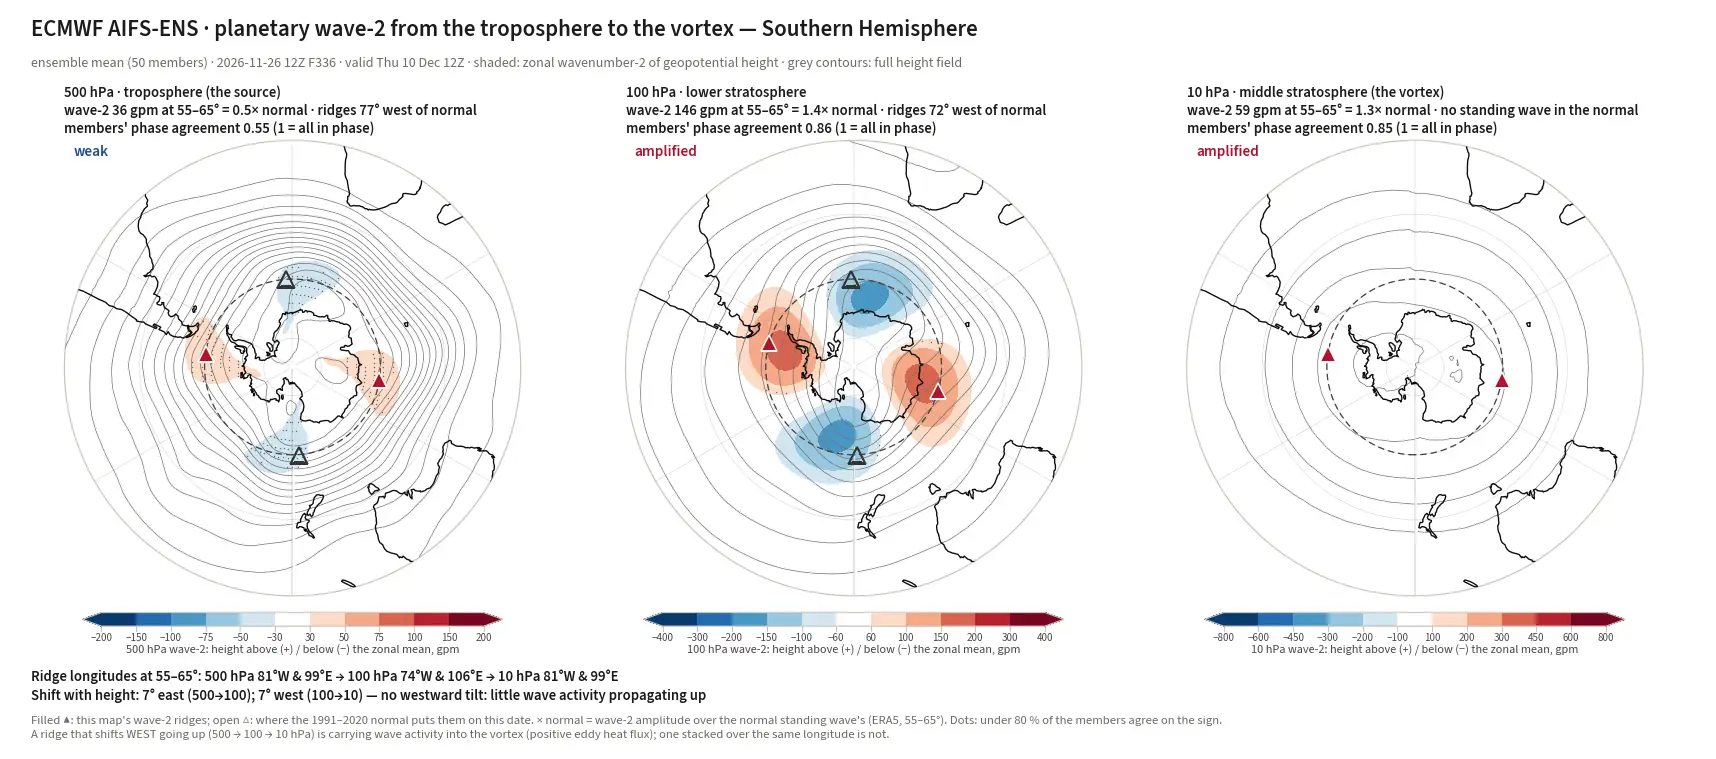 ECMWF AIFS-ENS · planetary wave-2 from the troposphere to the vortex — Southern Hemisphere
ensemble mean (50 members) · 2026-11-26 12Z F336 · valid Thu 10 Dec 12Z · shaded: zonal wavenumber-2 of geopotential height · grey contours: full height field
500 hPa · troposphere (the source)
wave-2 36 gpm at 55–65° = 0.5× normal · ridges 77° west of normal
members' phase agreement 0.55 (1 = all in phase)
weak
100 hPa · lower stratosphere
wave-2 146 gpm at 55–65° = 1.4× normal · ridges 72° west of normal
members' phase agreement 0.86 (1 = all in phase)
amplified
10 hPa · middle stratosphere (the vortex)
wave-2 59 gpm at 55–65° = 1.3× normal · no standing wave in the normal
members' phase agreement 0.85 (1 = all in phase)
amplified
−200 −150 −100 −75 −50 −30 30 50 75 100 150 200
500 hPa wave-2: height above (+) / below (−) the zonal mean, gpm
−400 −300 −200 −150 −100 −60 60 100 150 200 300 400
100 hPa wave-2: height above (+) / below (−) the zonal mean, gpm
−800 −600 −450 −300 −200 −100 100 200 300 450 600 800
10 hPa wave-2: height above (+) / below (−) the zonal mean, gpm
Ridge longitudes at 55–65°: 500 hPa 81°W & 99°E → 100 hPa 74°W & 106°E → 10 hPa 81°W & 99°E
Shift with height: 7° east (500→100); 7° west (100→10) — no westward tilt: little wave activity propagating up
Filled ▲: this map's wave-2 ridges; open △: where the 1991–2020 normal puts them on this date. × normal = wave-2 amplitude over the normal standing wave's (ERA5, 55–65°). Dots: under 80 % of the members agree on the sign.
A ridge that shifts WEST going up (500 → 100 → 10 hPa) is carrying wave activity into the vortex (positive eddy heat flux); one stacked over the same longitude is not.